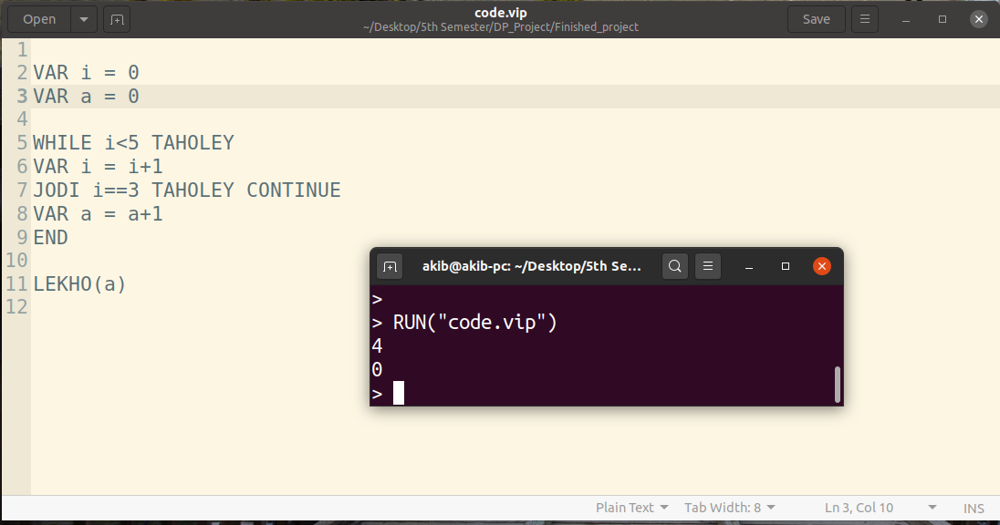 Open
code.vip
~/Desktop/5th Semester/DP_Project/Finished_project
Save
1
2 VAR i = 0
3 VAR a = 0
4
5 WHILE i<5 TAHOLEY
6 VAR i = i+1
7 JODI i==3 TAHOLEY CONTINUE
8 VAR a = a+1
9 END
10
11 LEKHO(a)
12
akib@akib-pc: ~/Desktop/5th Se...
>
> RUN("code.vip")
4
0
>
Plain Text Tab Width: 8 Ln 3, Col 10 INS